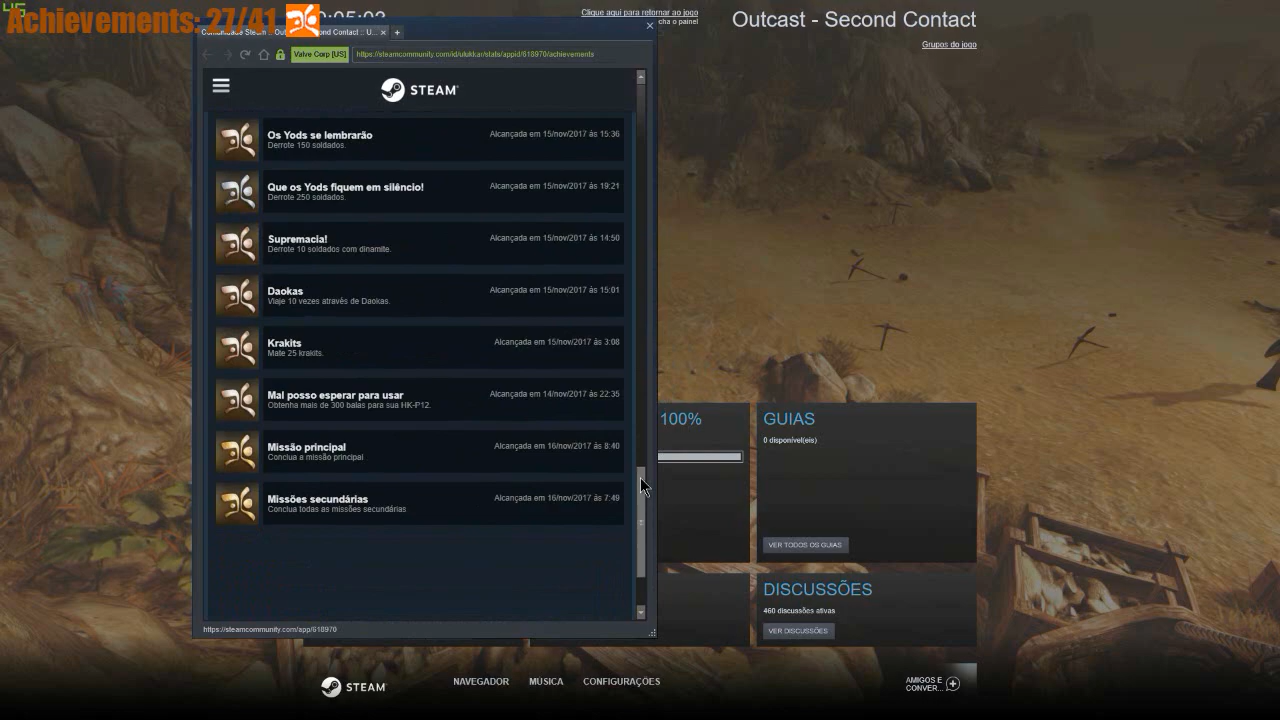 Achievements: 27/41
Clique aqui para retornar ao jogo
cha o painel
Outcast - Second Contact
Grupos do jogo
Valve Corp [US]
https://steamcommunity.com/id/ulukkar/stats/appid/618970/achievements
STEAM
Os Yods se lembrarão
Alcançada em 15/nov/2017 às 15:36
Derrote 150 soldados.
Que os Yods fiquem em silêncio!
Alcançada em 15/nov/2017 às 19:21
Derrote 250 soldados.
Supremacia!
Alcançada em 15/nov/2017 às 14:50
Derrote 10 soldados com dinamite.
Daokas
Alcançada em 15/nov/2017 às 15:01
Viaje 10 vezes através de Daokas.
Krakits
Alcançada em 15/nov/2017 às 3:08
Mate 25 krakits.
Mal posso esperar para usar
Alcançada em 14/nov/2017 às 22:35
Obtenha mais de 300 balas para sua HK-P12.
Missão principal
Alcançada em 16/nov/2017 às 8:40
Conclua a missão principal
Missões secundárias
Alcançada em 16/nov/2017 às 7:49
Conclua todas as missões secundárias
100%
GUIAS
0 disponível(eis)
VER TODOS OS GUIAS
DISCUSSÕES
460 discussões ativas
VER DISCUSSÕES
https://steamcommunity.com/app/618970
STEAM
NAVEGADOR
MÚSICA
CONFIGURAÇÕES
AMIGOS E
CONVER...